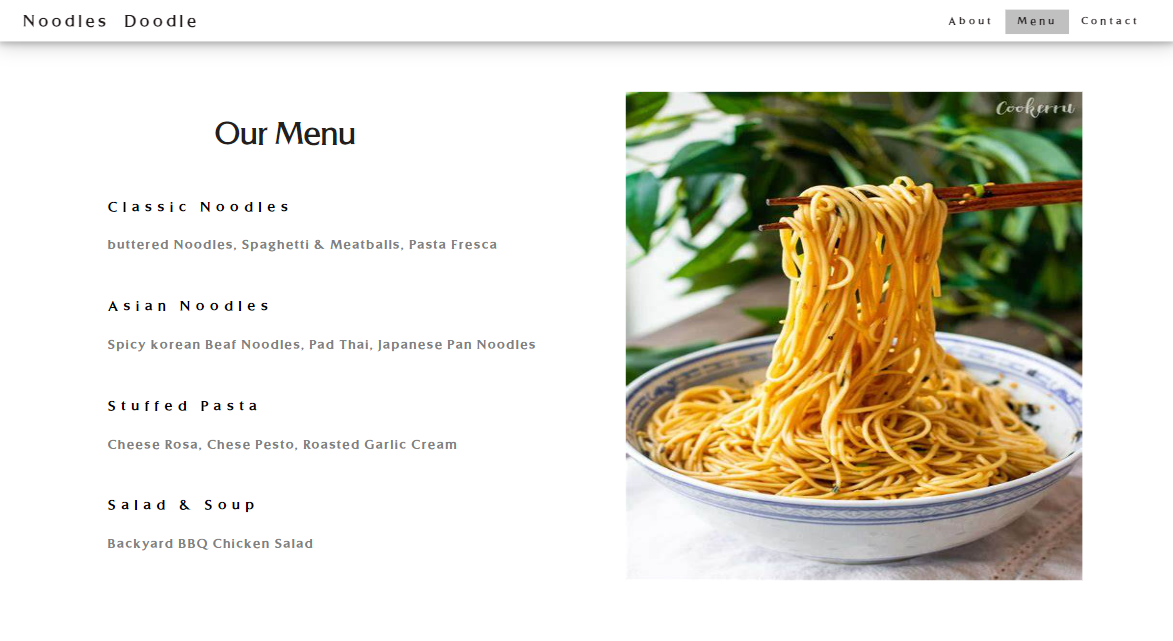 Noodles Doodle
About Menu Contact
Cookerru
Our Menu
Classic Noodles
buttered Noodles, Spaghetti & Meatballs, Pasta Fresca
Asian Noodles
Spicy korean Beaf Noodles, Pad Thai, Japanese Pan Noodles
Stuffed Pasta
Cheese Rosa, Chese Pesto, Roasted Garlic Cream
Salad & Soup
Backyard BBQ Chicken Salad